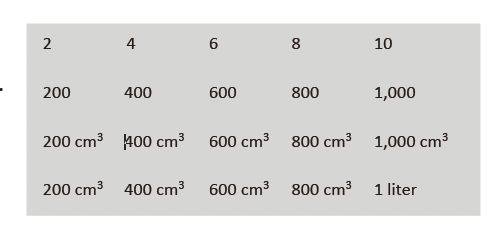 2 4 6 8 10
200 400 600 800 1,000
200 cm³ 400 cm³ 600 cm³ 800 cm³ 1,000 cm³
200 cm³ 400 cm³ 600 cm³ 800 cm³ 1 liter